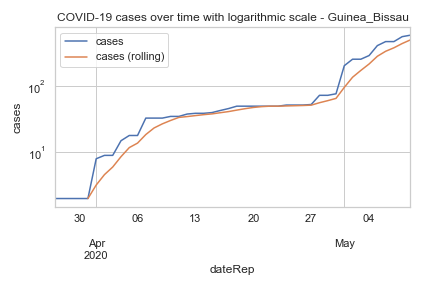 COVID-19 cases over time with logarithmic scale - Guinea_Bissau
cases
cases (rolling)
10²
10¹
cases
30 06 13 20 27 04
Apr May
2020
dateRep